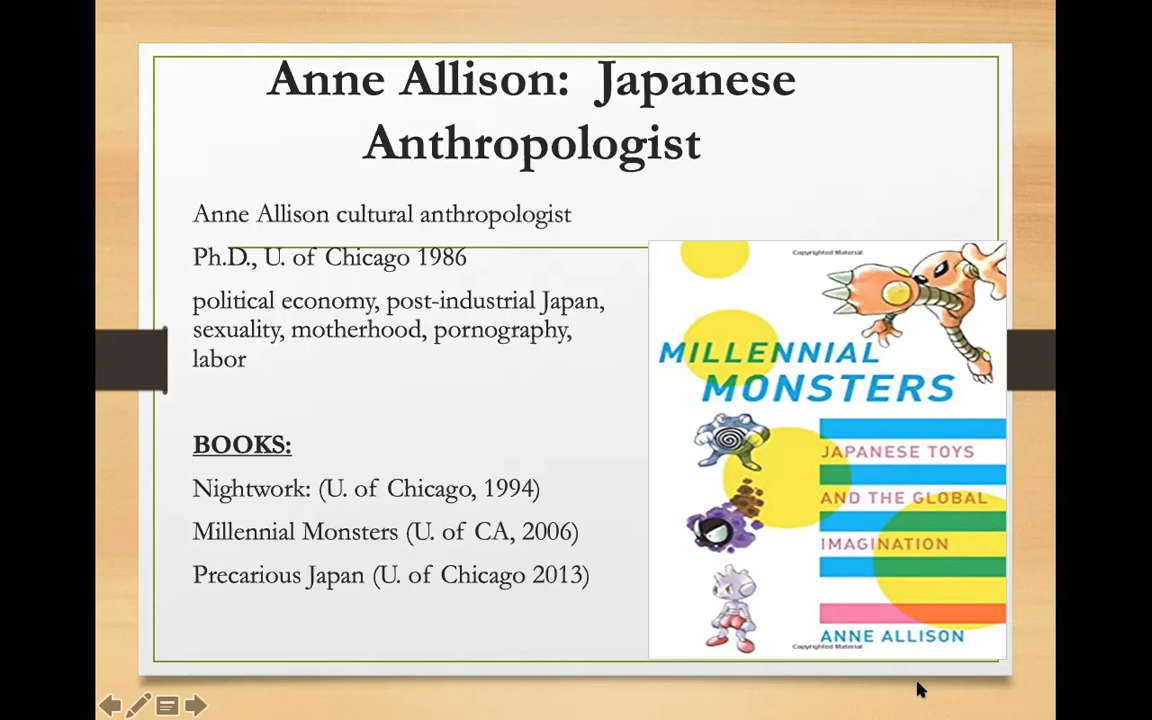 Anne Allison:  Japanese
Anthropologist
Anne Allison cultural anthropologist
Ph.D., U. of Chicago 1986
political economy, post-industrial Japan,
sexuality, motherhood, pornography,
labor
BOOKS:
Nightwork: (U. of Chicago, 1994)
Millennial Monsters (U. of CA, 2006)
Precarious Japan (U. of Chicago 2013)
Copyrighted Material
MILLENNIAL
MONSTERS
JAPANESE TOYS
AND THE GLOBAL
IMAGINATION
ANNE ALLISON
Copyrighted Material